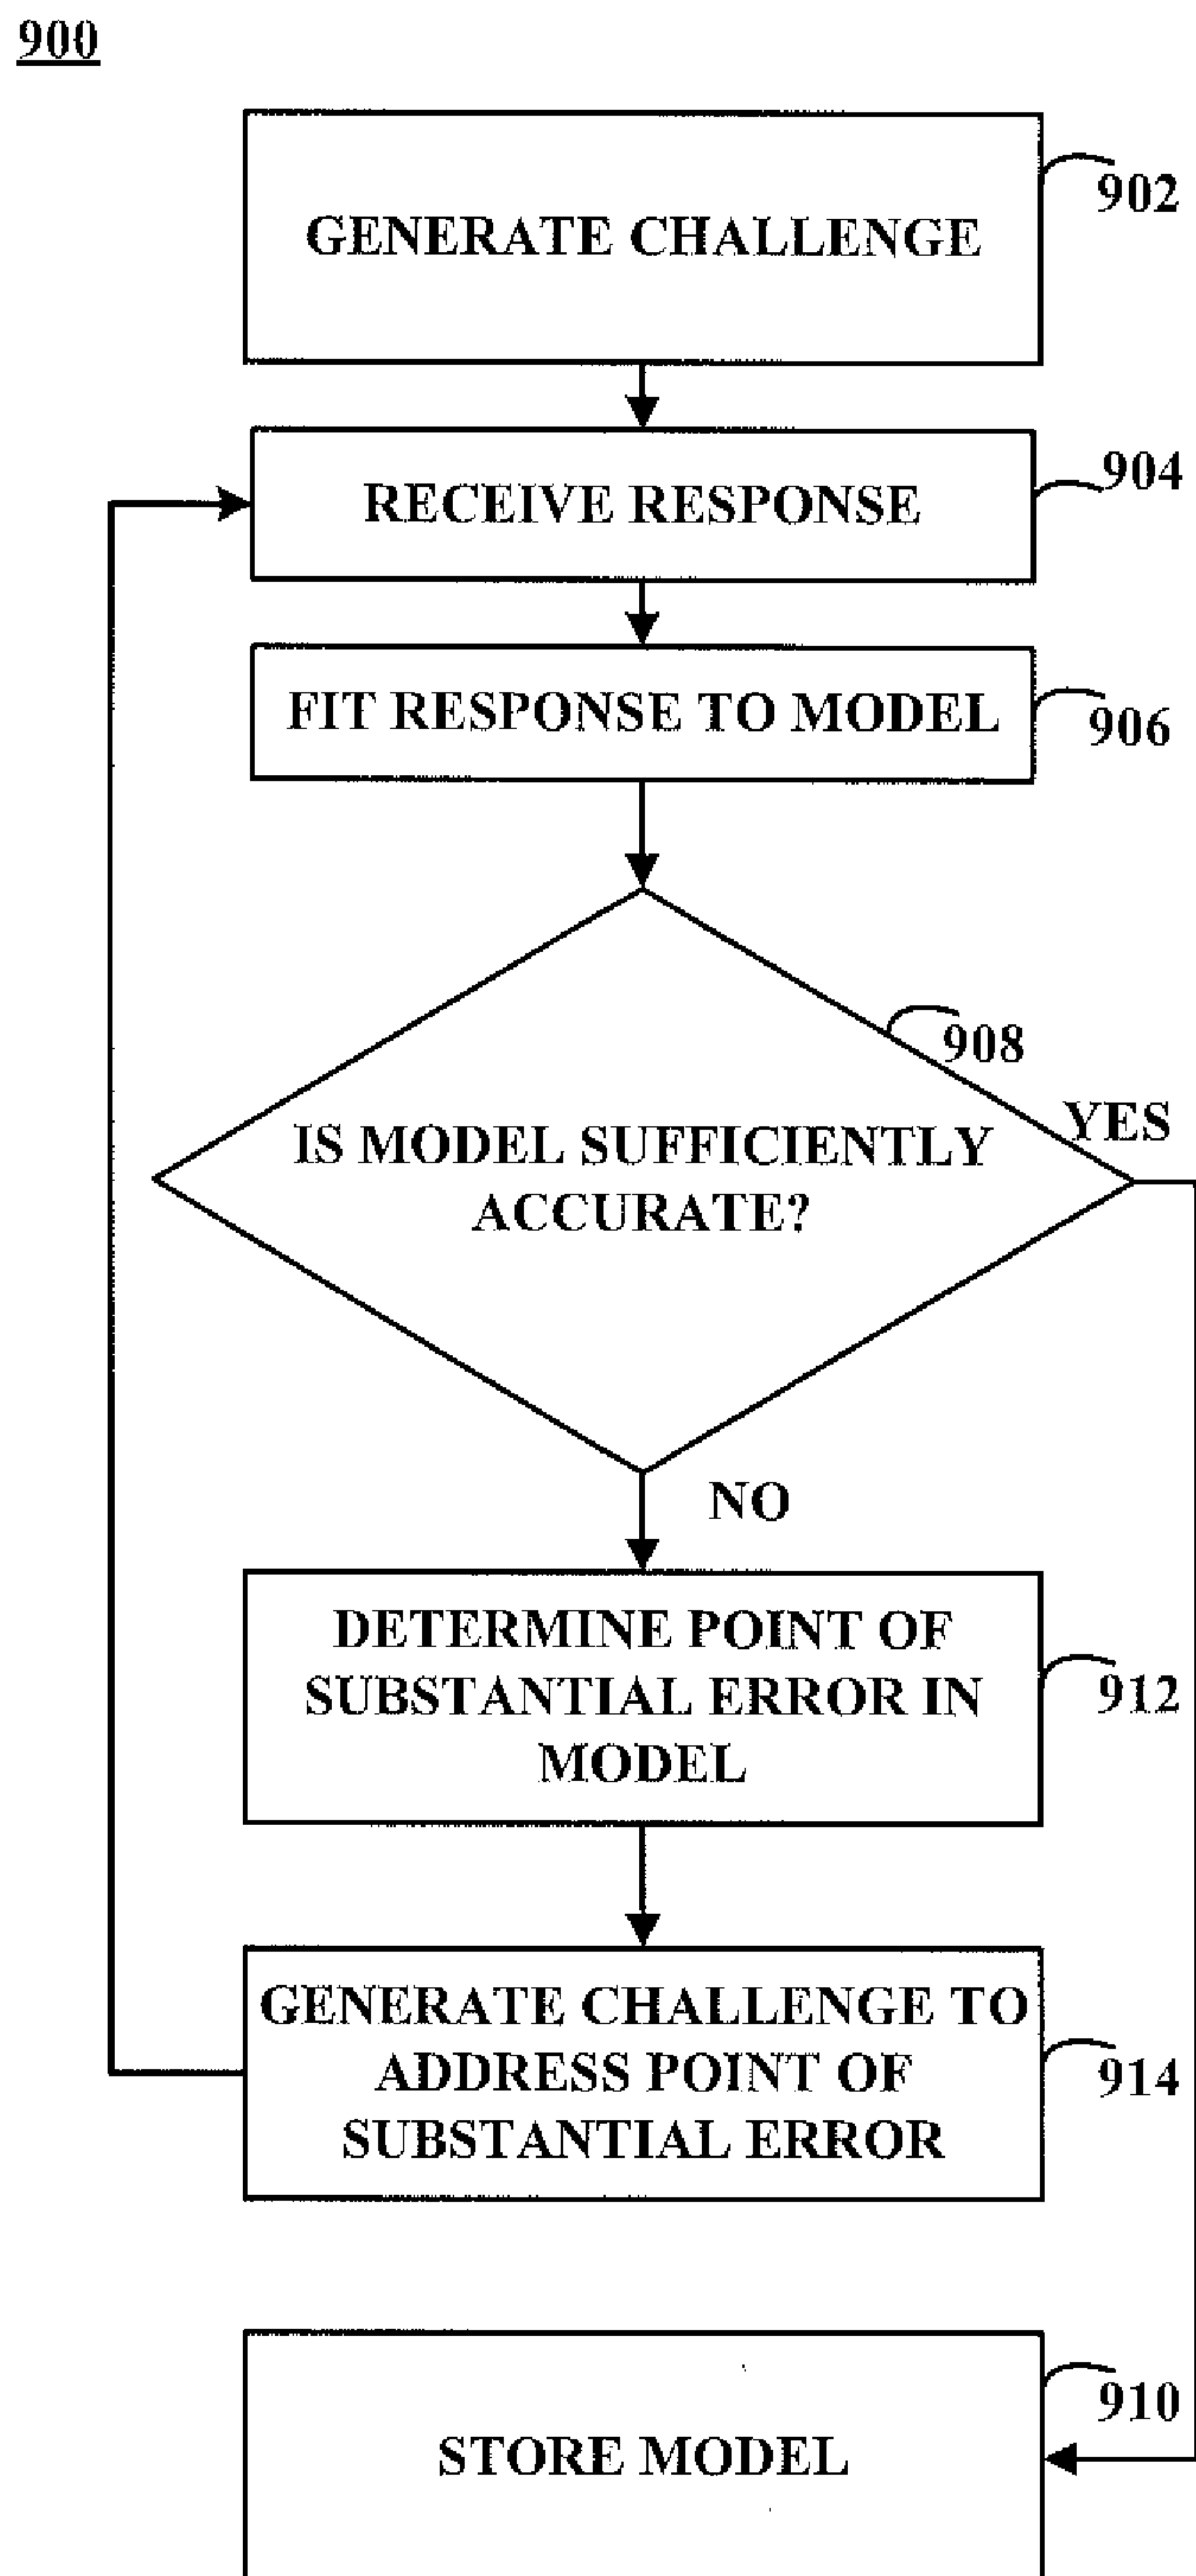 900
GENERATE CHALLENGE
902
RECEIVE RESPONSE
904
FIT RESPONSE TO MODEL
906
908
IS MODEL SUFFICIENTLY
ACCURATE?
YES
NO
DETERMINE POINT OF
SUBSTANTIAL ERROR IN
MODEL
912
GENERATE CHALLENGE TO
ADDRESS POINT OF
SUBSTANTIAL ERROR
914
STORE MODEL
910